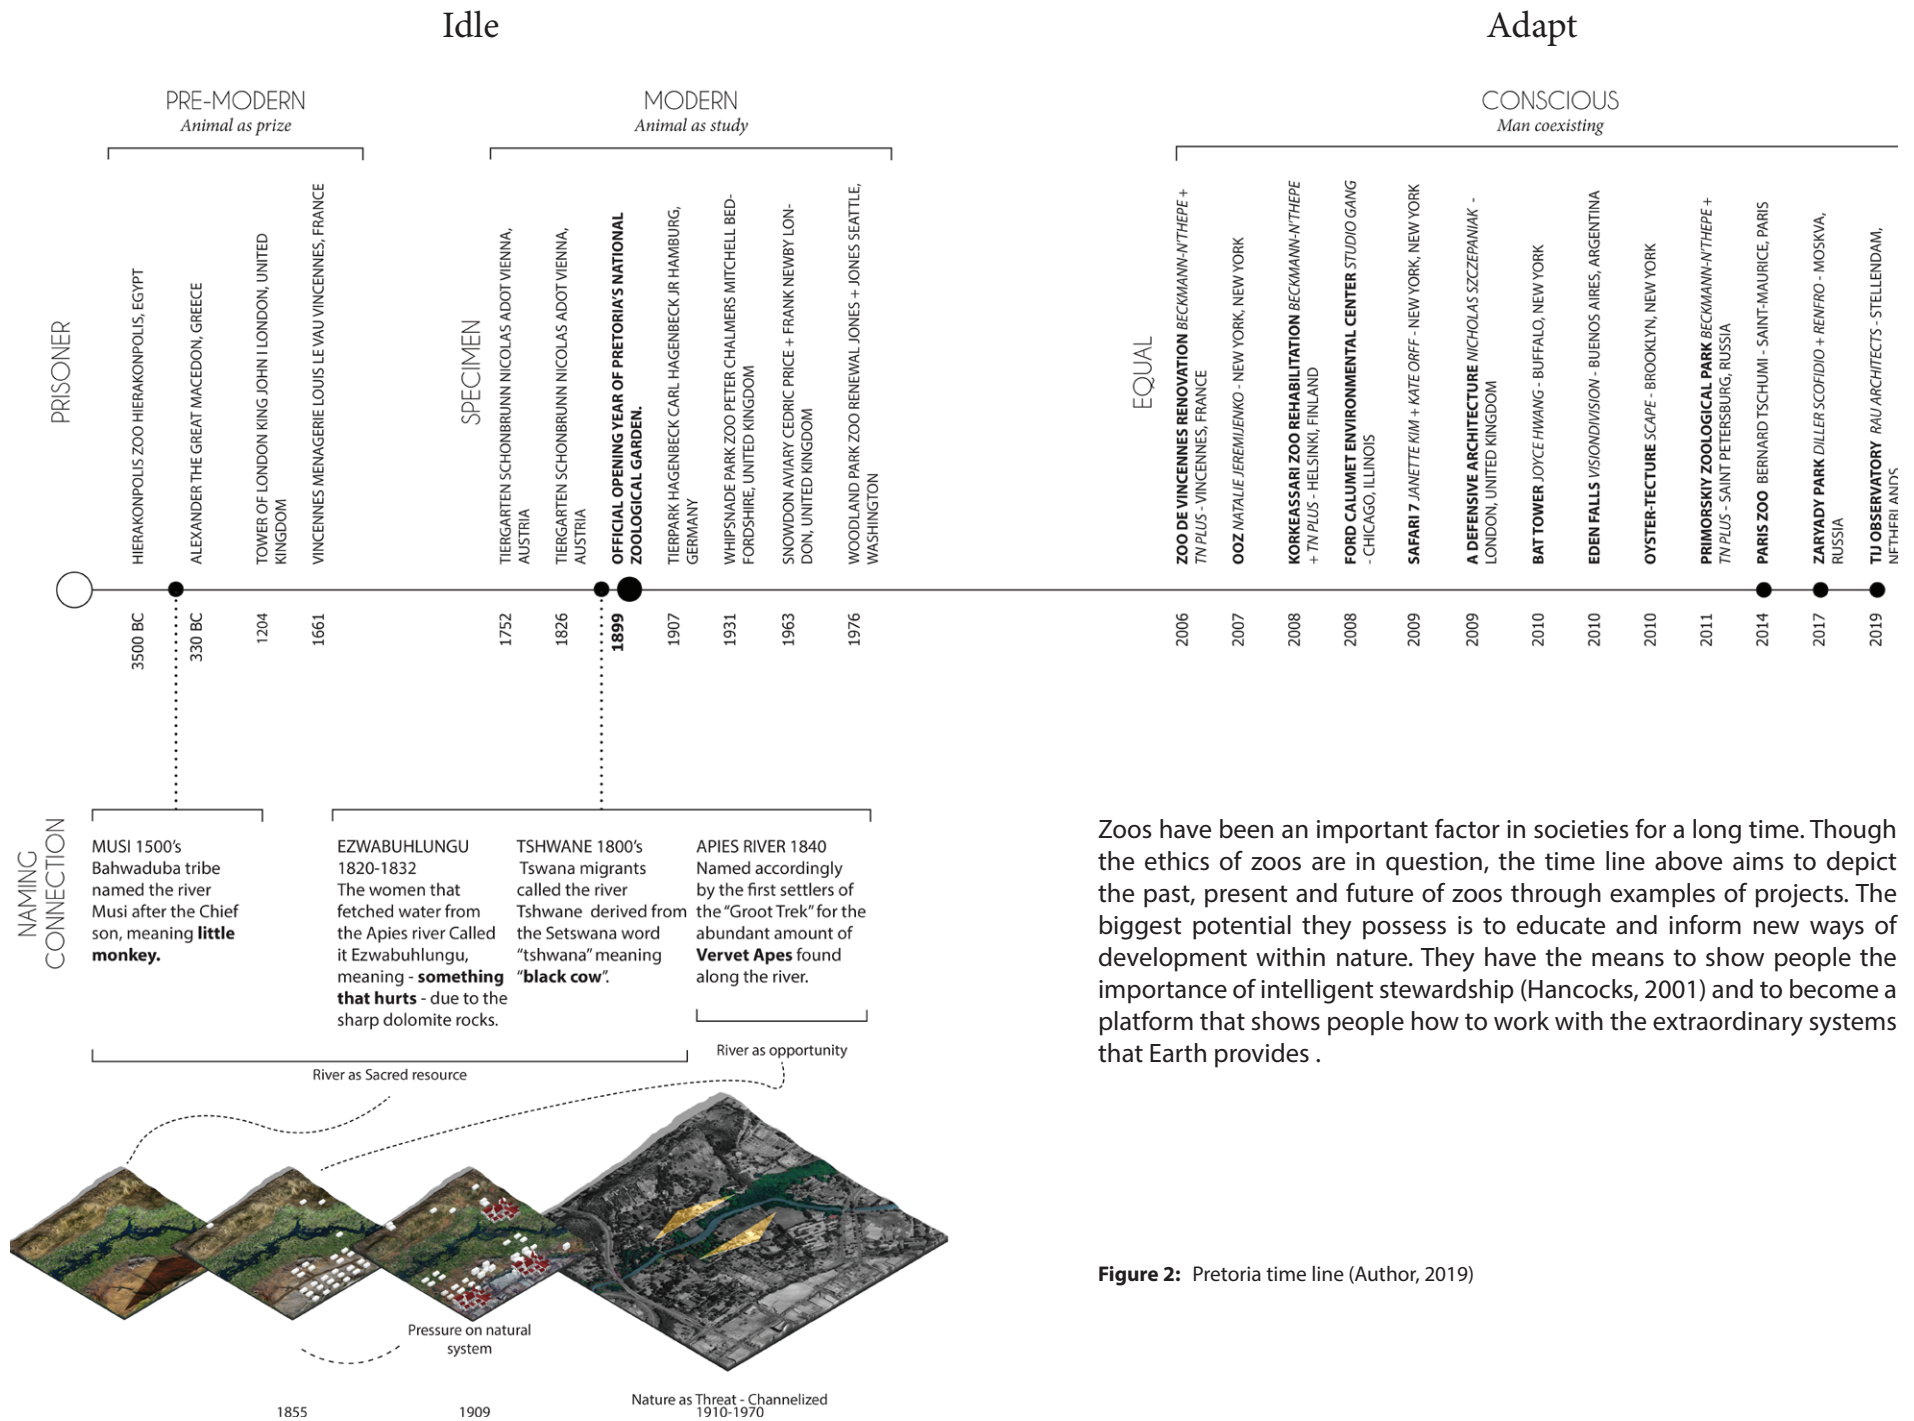 Idle
Adapt
PRE-MODERN
Animal as prize
MODERN
Animal as study
CONSCIOUS
Man coexisting
PRISONER
HIERAKONPOLIS ZOO HIERAKONPOLIS, EGYPT
ALEXANDER THE GREAT MACEDON, GREECE
TOWER OF LONDON KING JOHN I LONDON, UNITED
KINGDOM
VINCENNES MENAGERIE LOUIS LE VAU VINCENNES, FRANCE
SPECIMEN
TIERGARTEN SCHONBRUNN NICOLAS ADOT VIENNA,
AUSTRIA
TIERGARTEN SCHONBRUNN NICOLAS ADOT VIENNA,
AUSTRIA
OFFICIAL OPENING YEAR OF PRETORIA'S NATIONAL
ZOOLOGICAL GARDEN.
TIERPARK HAGENBECK CARL HAGENBECK JR HAMBURG,
GERMANY
WHIPSNADE PARK ZOO PETER CHALMERS MITCHELL BED-
FORDSHIRE, UNITED KINGDOM
SNOWDON AVIARY CEDRIC PRICE + FRANK NEWBY LON-
DON, UNITED KINGDOM
WOODLAND PARK ZOO RENEWAL JONES + JONES SEATTLE,
WASHINGTON
EQUAL
ZOO DE VINCENNES RENOVATION BECKMANN-N'THEPE +
TN PLUS - VINCENNES, FRANCE
OOZ NATALIE JEREMIJENKO - NEW YORK, NEW YORK
KORKEASSARI ZOO REHABILITATION BECKMANN-N'THEPE
+ TN PLUS - HELSINKI, FINLAND
FORD CALUMET ENVIRONMENTAL CENTER STUDIO GANG
- CHICAGO, ILLINOIS
SAFARI 7 JANETTE KIM + KATE ORFF - NEW YORK, NEW YORK
A DEFENSIVE ARCHITECTURE NICHOLAS SZCZEPANIAK -
LONDON, UNITED KINGDOM
BAT TOWER JOYCE HWANG - BUFFALO, NEW YORK
EDEN FALLS VISIONDIVISION - BUENOS AIRES, ARGENTINA
OYSTER-TECTURE SCAPE - BROOKLYN, NEW YORK
PRIMORSKIY ZOOLOGICAL PARK BECKMANN-N'THEPE +
TN PLUS - SAINT PETERSBURG, RUSSIA
PARIS ZOO BERNARD TSCHUMI - SAINT-MAURICE, PARIS
ZARYADY PARK DILLER SCOFIDIO + RENFRO - MOSKVA,
RUSSIA
TIJ OBSERVATORY RAU ARCHITECTS - STELLENDAM,
NETHERLANDS
3500 BC
330 BC
1204
1661
1752
1826
1899
1907
1931
1963
1976
2006
2007
2008
2008
2009
2009
2010
2010
2010
2011
2014
2017
2019
NAMING
CONNECTION
MUSI 1500's
Bahwaduba tribe
named the river
Musi after the Chief
son, meaning little
monkey.
EZWABUHLUNGU
1820-1832
The women that
fetched water from
the Apies river Called
it Ezwabuhlungu,
meaning - something
that hurts - due to the
sharp dolomite rocks.
TSHWANE 1800's
Tswana migrants
called the river
Tshwane derived from
the Setswana word
"tshwana" meaning
"black cow".
APIES RIVER 1840
Named accordingly
by the first settlers of
the "Groot Trek" for the
abundant amount of
Vervet Apes found
along the river.
River as opportunity
River as Sacred resource
Zoos have been an important factor in societies for a long time. Though
the ethics of zoos are in question, the time line above aims to depict
the past, present and future of zoos through examples of projects. The
biggest potential they possess is to educate and inform new ways of
development within nature. They have the means to show people the
importance of intelligent stewardship (Hancocks, 2001) and to become a
platform that shows people how to work with the extraordinary systems
that Earth provides .
Figure 2: Pretoria time line (Author, 2019)
Pressure on natural
system
1855
1909
Nature as Threat - Channelized
1910-1970